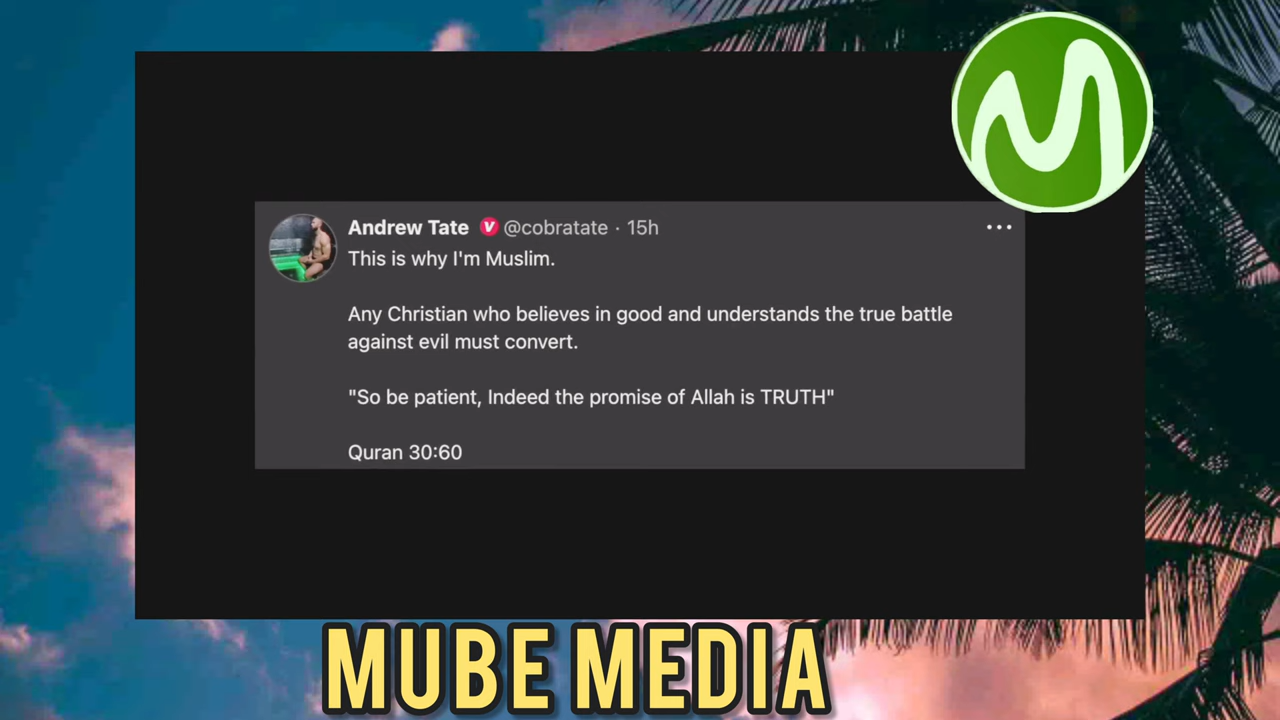 Andrew Tate V @cobratate · 15h
This is why I'm Muslim.
Any Christian who believes in good and understands the true battle
against evil must convert.
"So be patient, Indeed the promise of Allah is TRUTH"
Quran 30:60
MUBE MEDIA